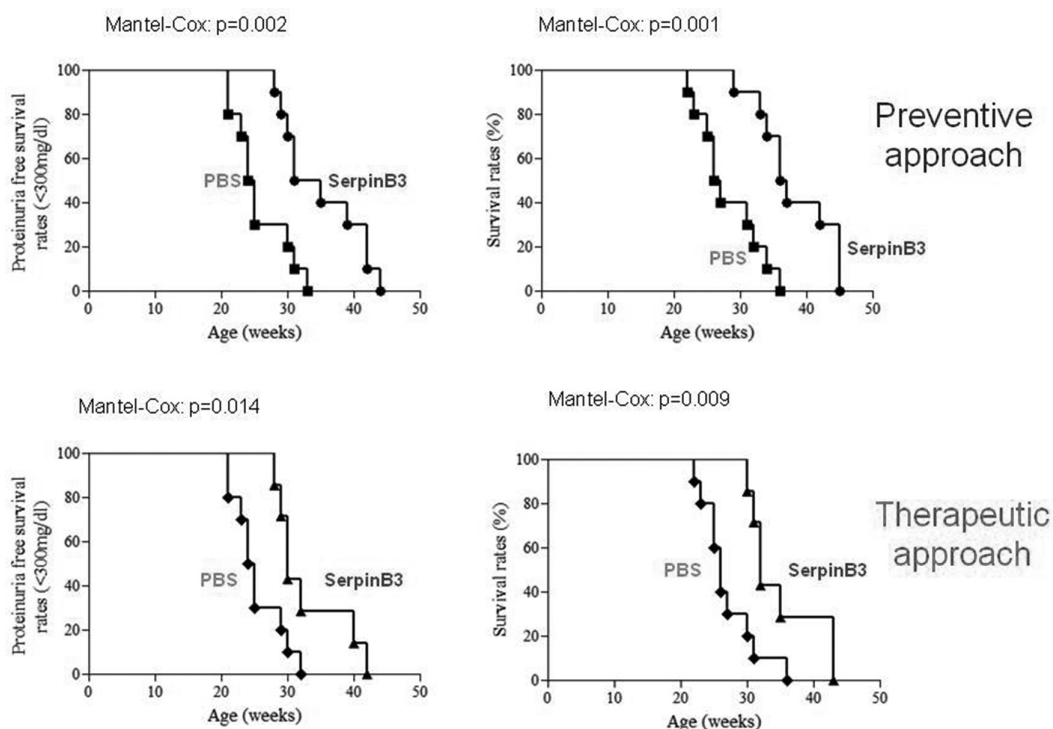 Mantel-Cox: p=0.002
Proteinuria free survival
rates (<300mg/dl)
100
80
60
40
20
0
PBS
SerpinB3
0 10 20 30 40 50
Age (weeks)
Mantel-Cox: p=0.001
Survival rates (%)
100
80
60
40
20
0
PBS
SerpinB3
0 10 20 30 40 50
Age (weeks)
Preventive
approach
Mantel-Cox: p=0.014
Proteinuria free survival
rates (<300mg/dl)
100
80
60
40
20
0
PBS
SerpinB3
0 10 20 30 40 50
Age (weeks)
Mantel-Cox: p=0.009
Survival rates (%)
100
80
60
40
20
0
PBS
SerpinB3
0 10 20 30 40 50
Age (weeks)
Therapeutic
approach